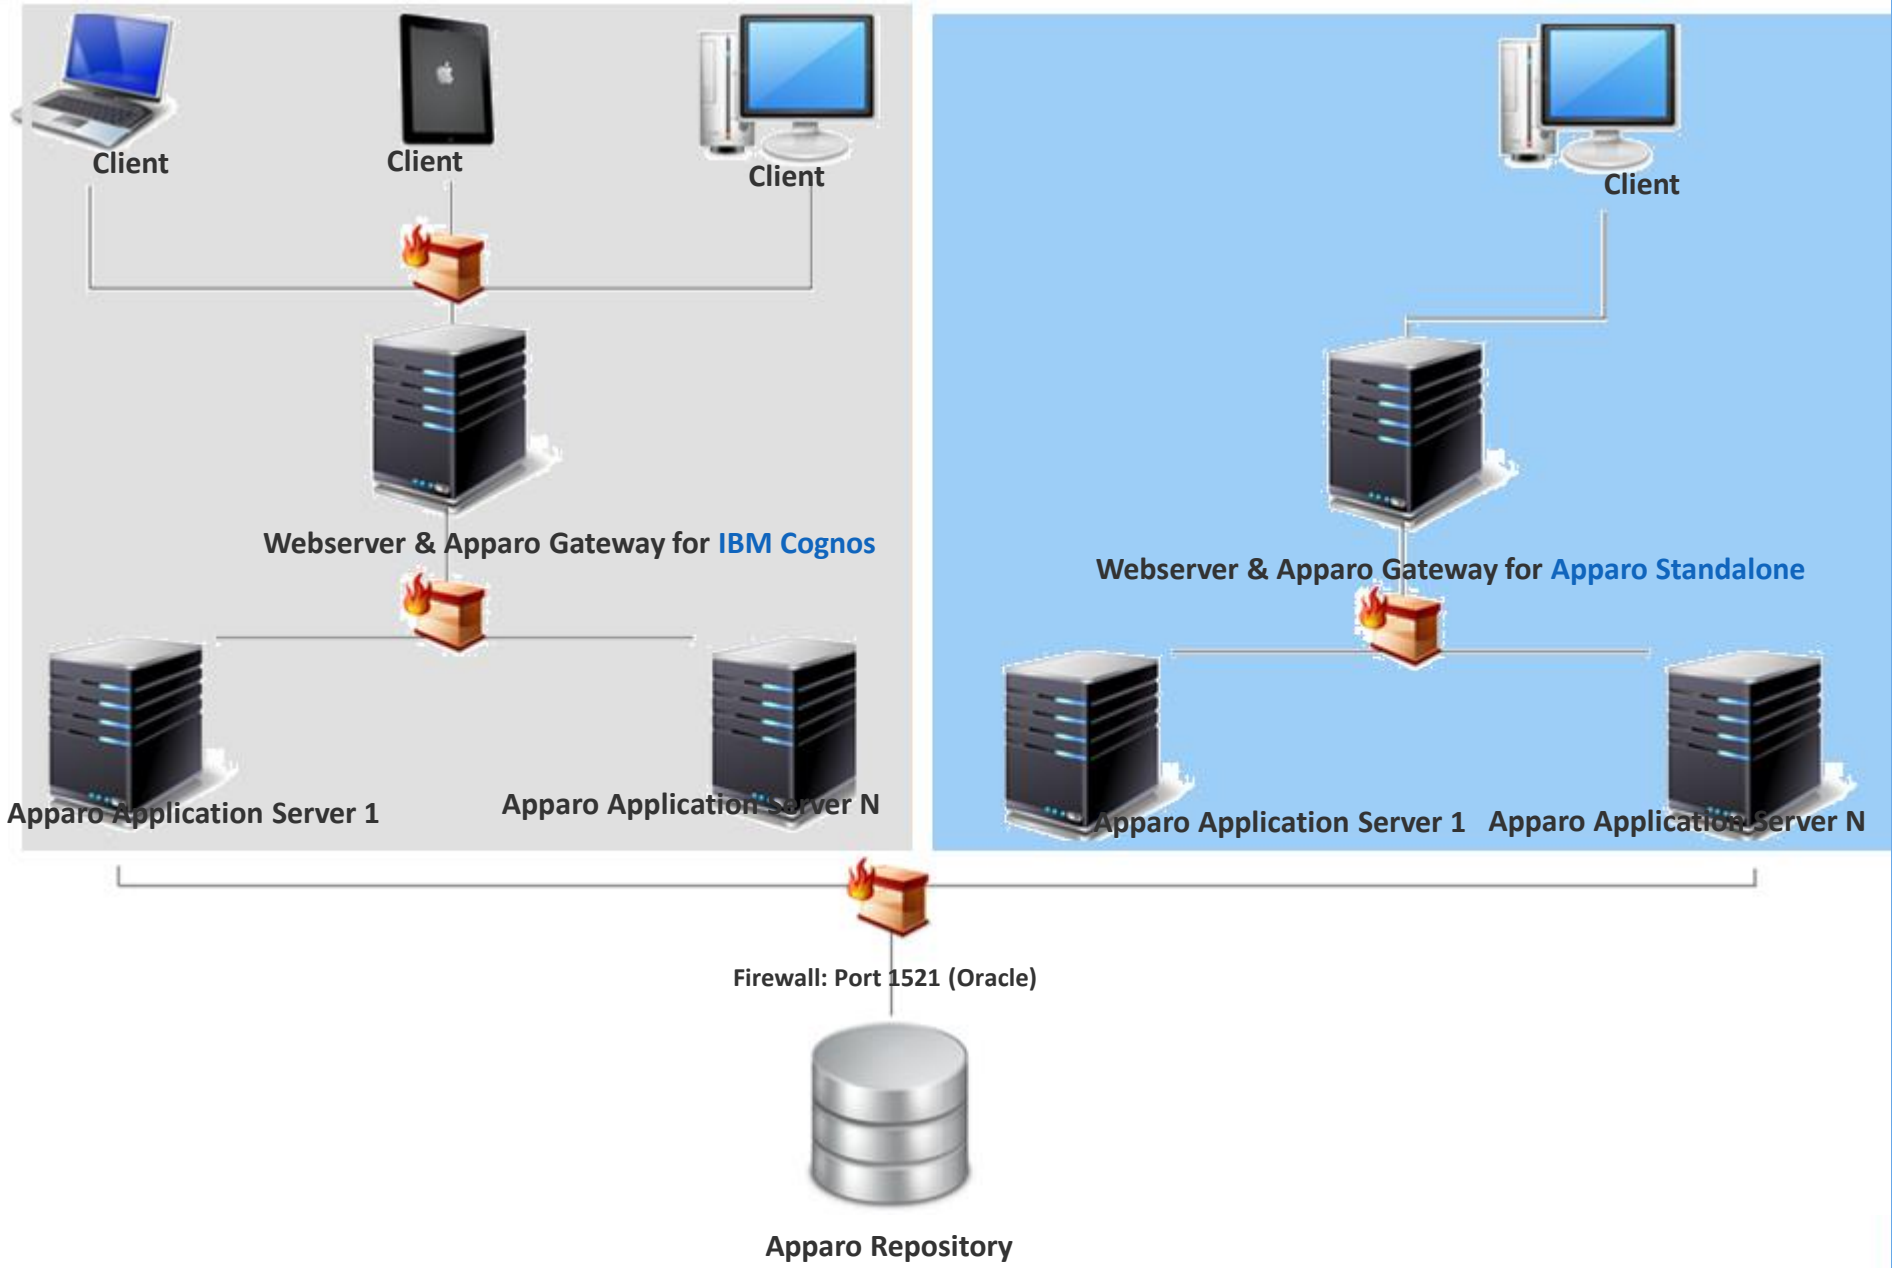 Client
Client
Client
Client
Webserver & Apparo Gateway for IBM Cognos
Webserver & Apparo Gateway for Apparo Standalone
Apparo Application Server 1
Apparo Application Server N
Apparo Application Server 1
Apparo Application Server N
Firewall: Port 1521 (Oracle)
Apparo Repository